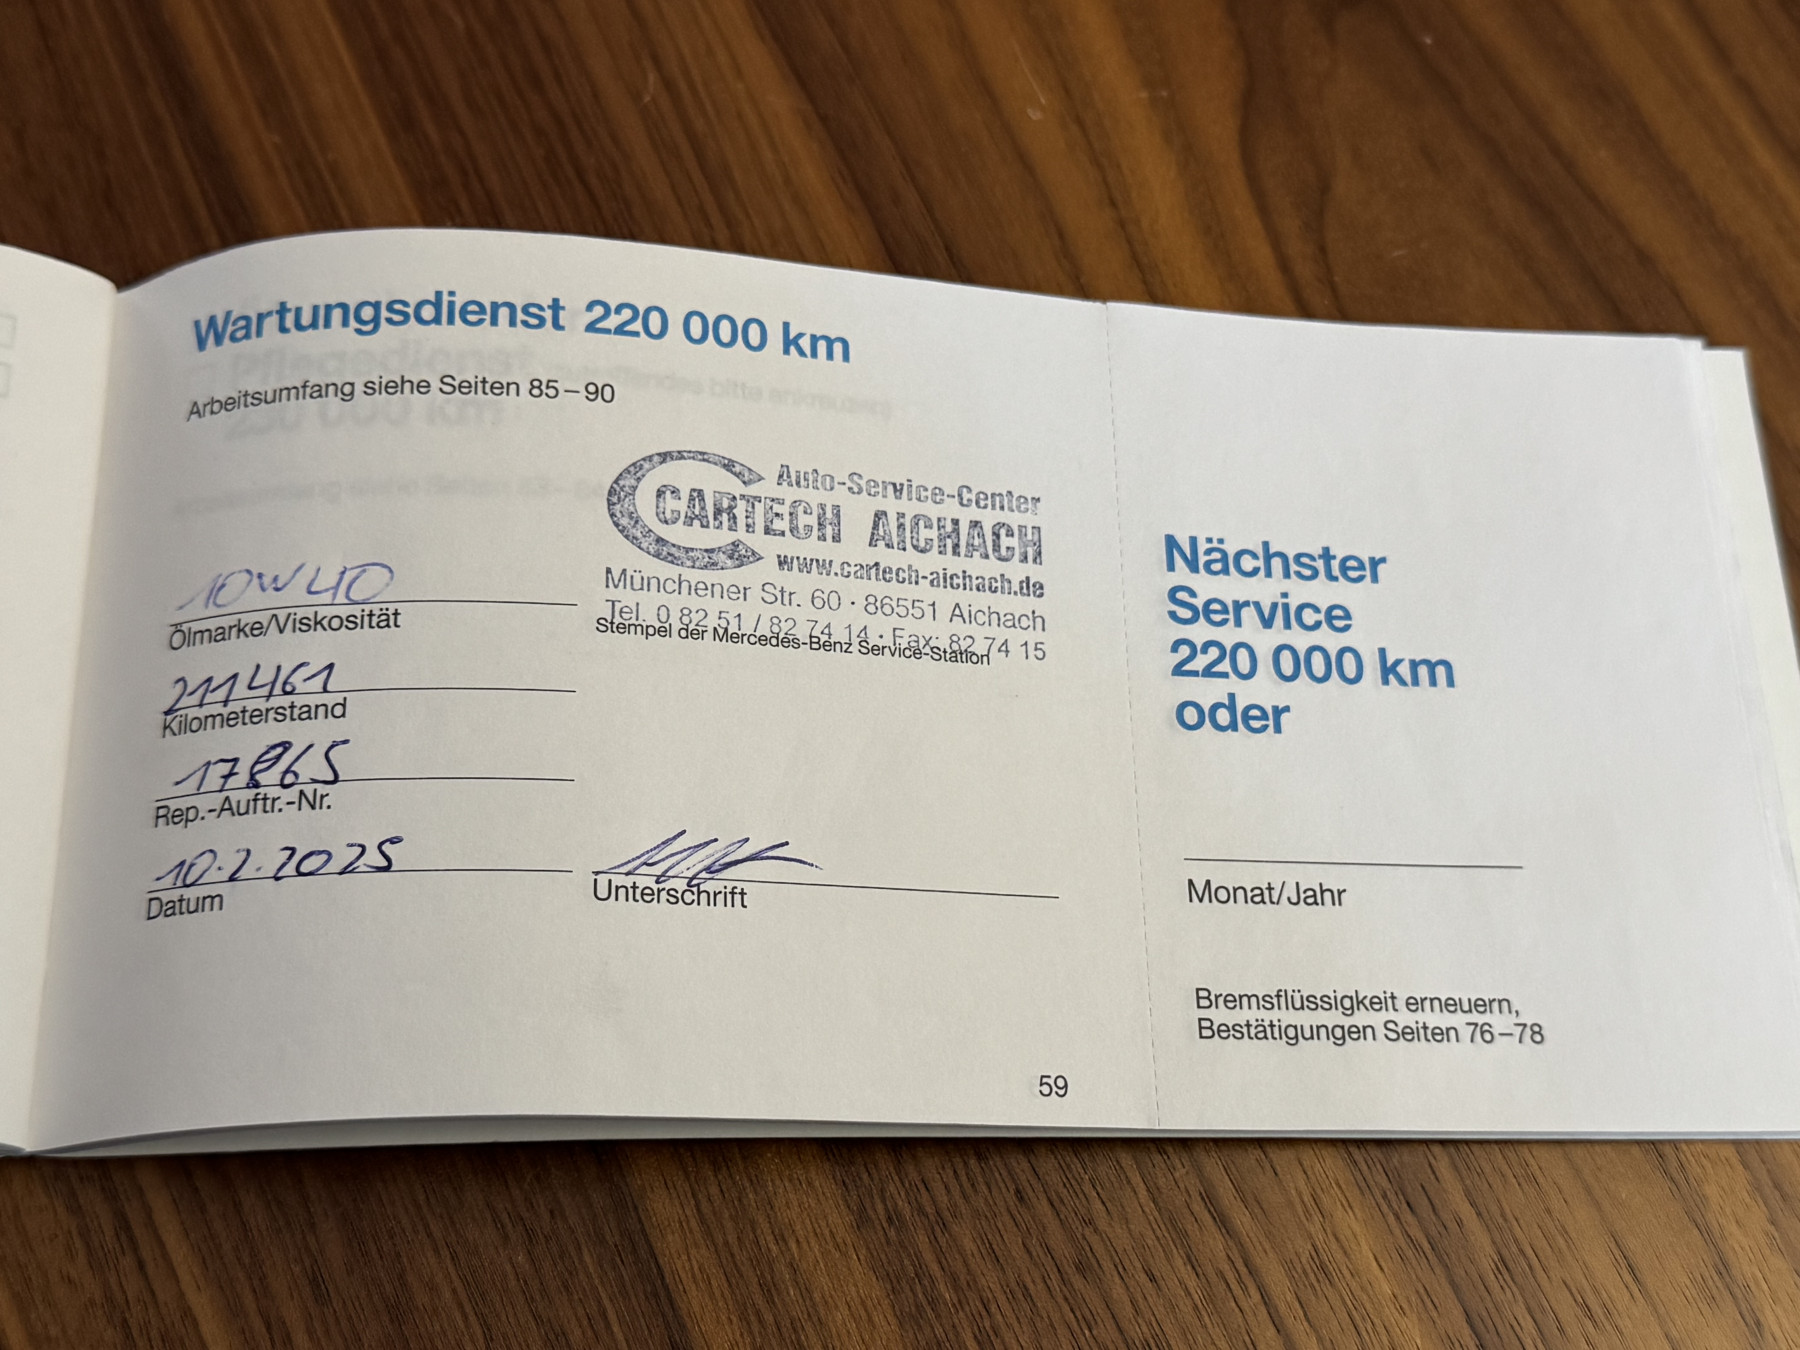 Wartungsdienst 220 000 km
Arbeitsumfang siehe Seiten 85–90
Auto-Service-Center
CARTECH AICHACH
www.cartech-aichach.de
Münchener Str. 60 · 86551 Aichach
Tel. 0 82 51 / 82 74 14 · Fax: 82 74 15
Stempel der Mercedes-Benz Service-Station
10W40
Ölmarke/Viskosität
211461
Kilometerstand
17865
Rep.-Auftr.-Nr.
10.2.2025
Datum
Unterschrift
59
Nächster
Service
220 000 km
oder
Monat/Jahr
Bremsflüssigkeit erneuern,
Bestätigungen Seiten 76–78